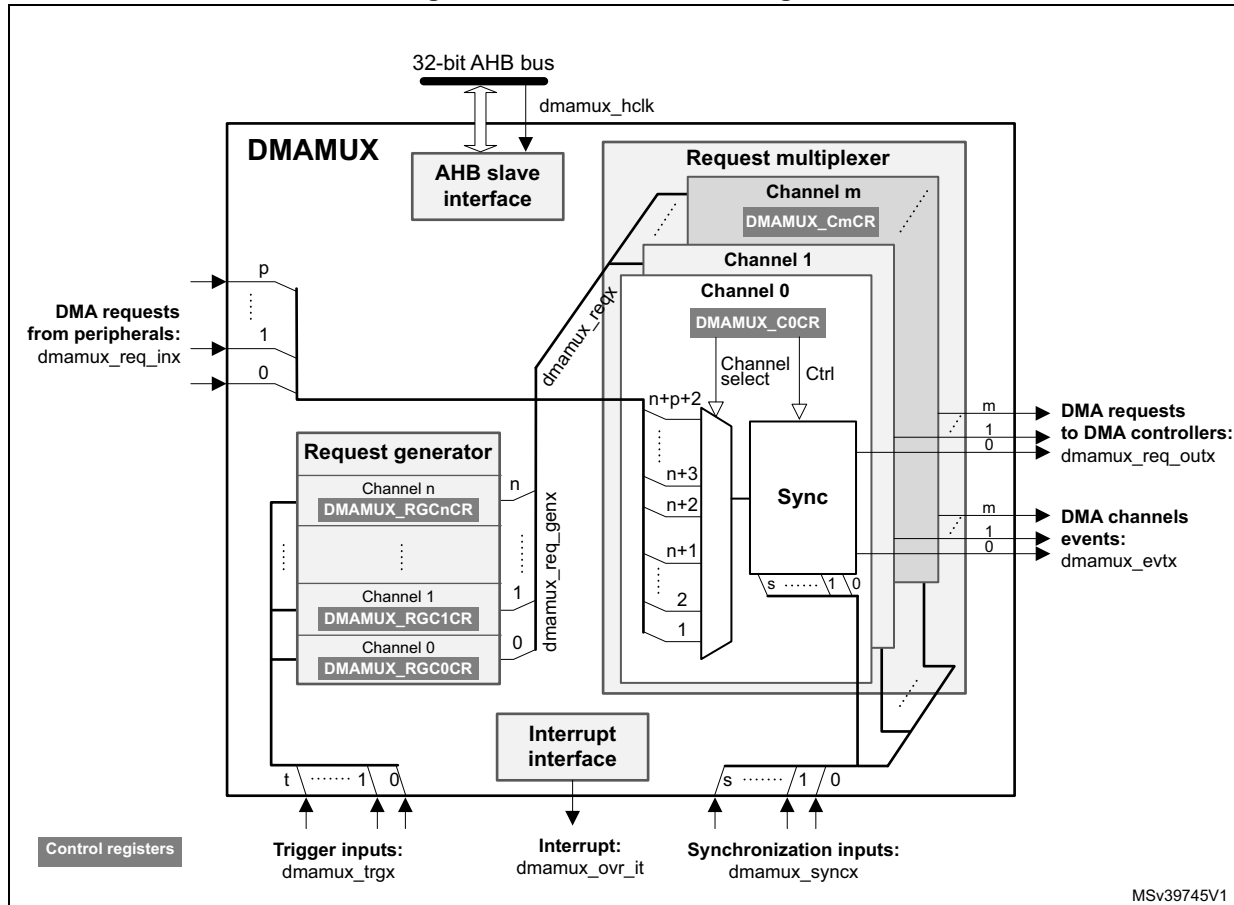 32-bit AHB bus
dmamux_hclk
DMAMUX
AHB slave
interface
Request multiplexer
Channel m
DMAMUX_CmCR
Channel 1
Channel 0
DMAMUX_C0CR
Channel
select
Ctrl
dmamux_reqx
p
DMA requests
from peripherals:
dmamux_req_inx
1
0
n+p+2
n+3
n+2
n+1
2
1
Sync
s ...... 1 0
m
1
0
DMA requests
to DMA controllers:
dmamux_req_outx
m
1
0
DMA channels
events:
dmamux_evtx
Request generator
Channel n
DMAMUX_RGCnCR
Channel 1
DMAMUX_RGC1CR
Channel 0
DMAMUX_RGC0CR
n
1
0
dmamux_req_genx
Interrupt
interface
t ....... 1 0
s ....... 1 0
Control registers
Trigger inputs:
dmamux_trgx
Interrupt:
dmamux_ovr_it
Synchronization inputs:
dmamux_syncx
MSv39745V1